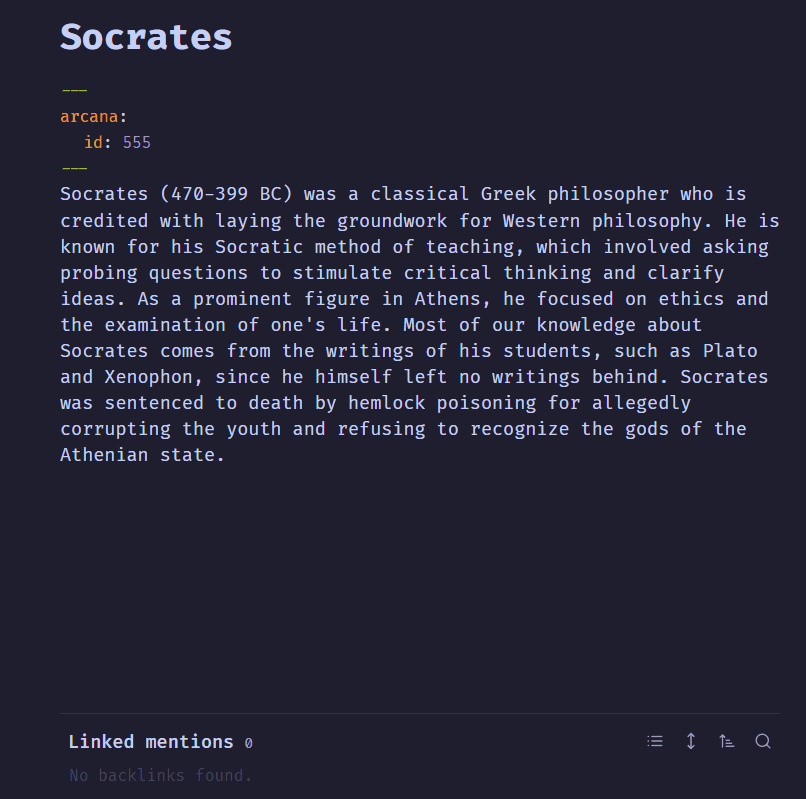 Socrates
---
arcana:
id: 555
---
Socrates (470-399 BC) was a classical Greek philosopher who is
credited with laying the groundwork for Western philosophy. He is
known for his Socratic method of teaching, which involved asking
probing questions to stimulate critical thinking and clarify
ideas. As a prominent figure in Athens, he focused on ethics and
the examination of one's life. Most of our knowledge about
Socrates comes from the writings of his students, such as Plato
and Xenophon, since he himself left no writings behind. Socrates
was sentenced to death by hemlock poisoning for allegedly
corrupting the youth and refusing to recognize the gods of the
Athenian state.
Linked mentions 0
No backlinks found.